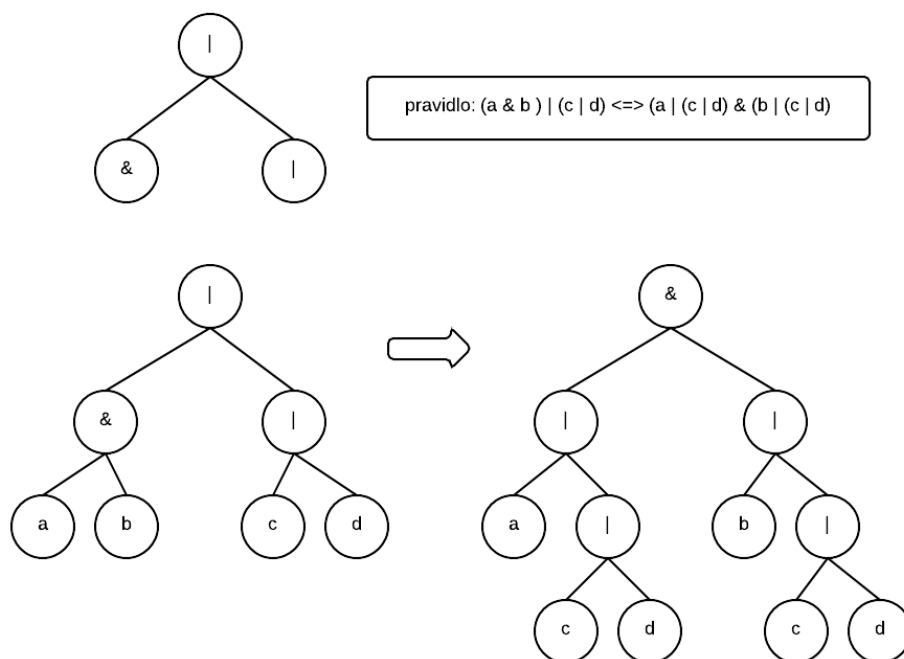 |
pravidlo: (a & b ) | (c | d) <=> (a | (c | d) & (b | (c | d)
& |
| &
& | | |
a b c d a | b |
c d c d